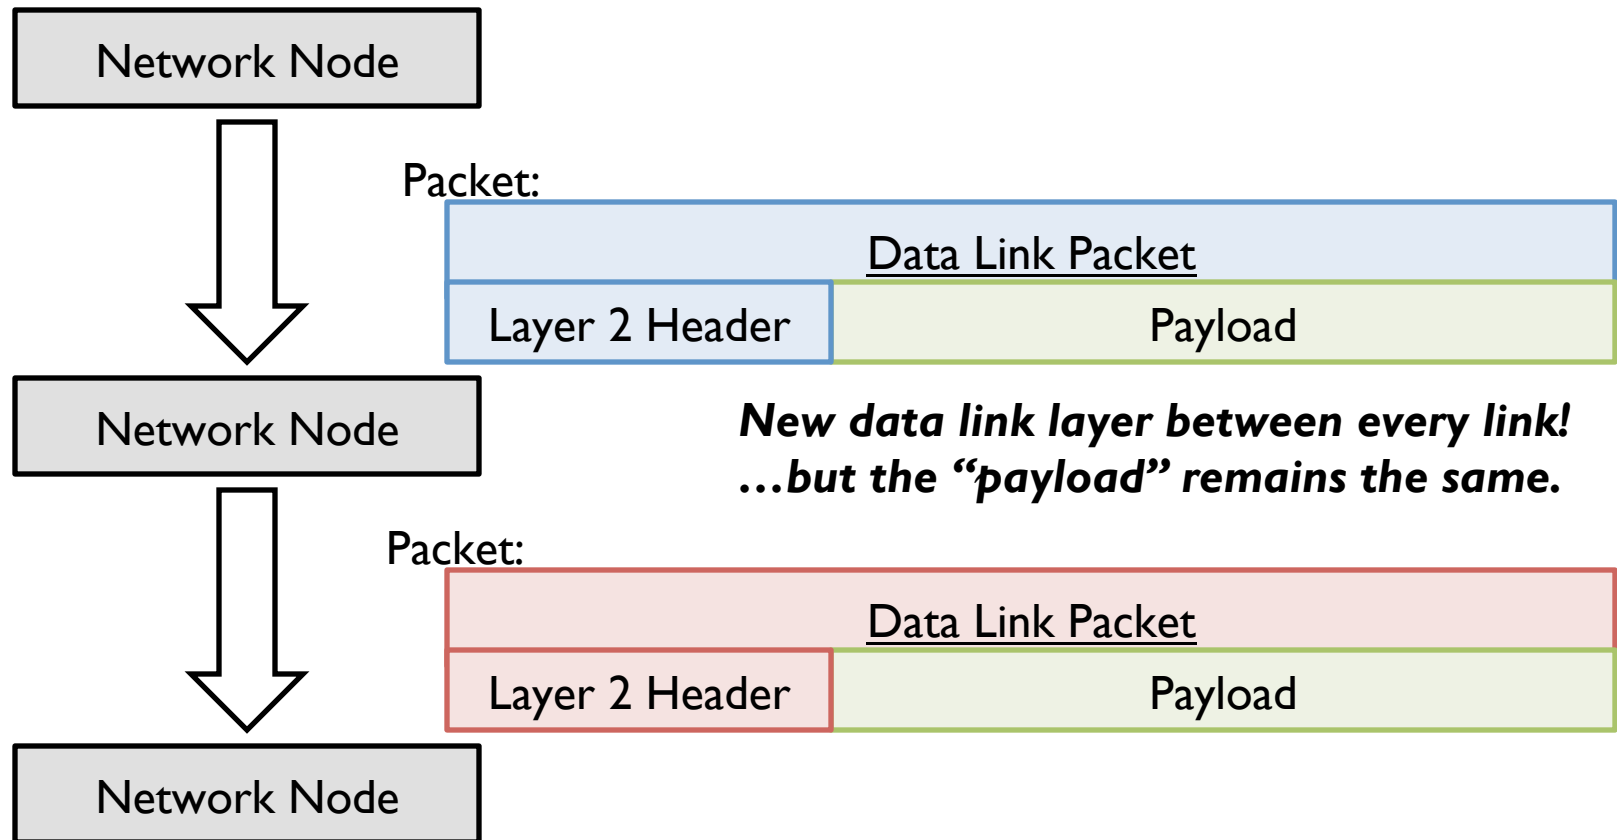 Network Node
Packet:
Data Link Packet
Layer 2 Header
Payload
Network Node
New data link layer between every link!
…but the “payload” remains the same.
Packet:
Data Link Packet
Layer 2 Header
Payload
Network Node